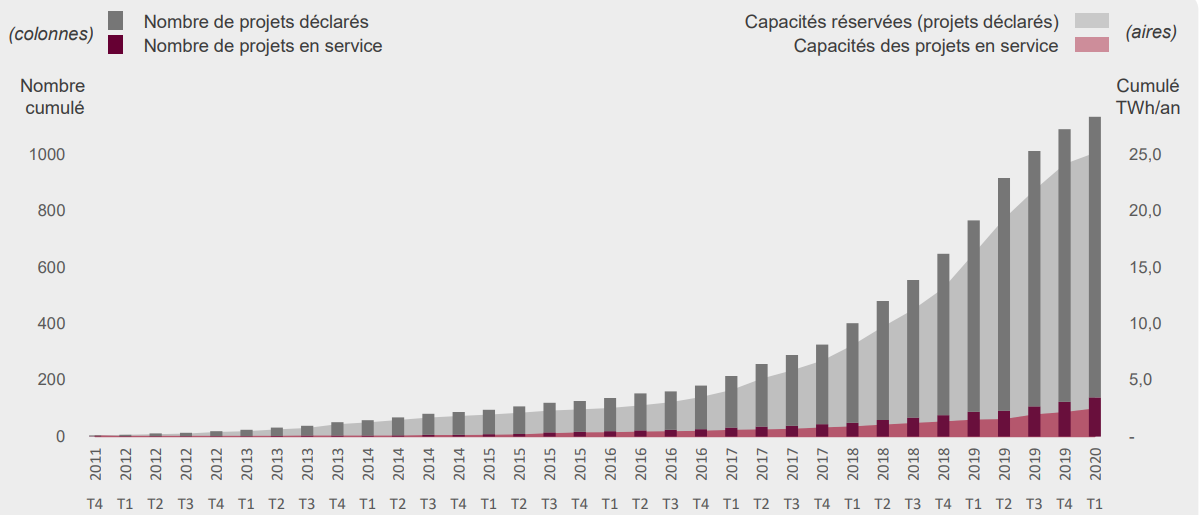 (colonnes)
Nombre de projets déclarés
Nombre de projets en service
Capacités réservées (projets déclarés)
Capacités des projets en service
(aires)
Nombre
cumulé
Cumulé
TWh/an
1000
800
600
400
200
0
25,0
20,0
15,0
10,0
5,0
-
2011 2012 2012 2012 2012 2013 2013 2013 2013 2014 2014 2014 2014 2015 2015 2015 2015 2016 2016 2016 2016 2017 2017 2017 2017 2018 2018 2018 2018 2019 2019 2019 2019 2020
T4 T1 T2 T3 T4 T1 T2 T3 T4 T1 T2 T3 T4 T1 T2 T3 T4 T1 T2 T3 T4 T1 T2 T3 T4 T1 T2 T3 T4 T1 T2 T3 T4 T1